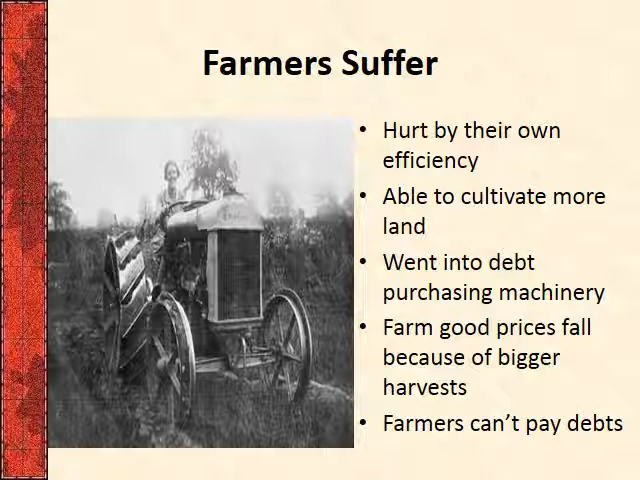 Farmers Suffer
• Hurt by their own
efficiency
• Able to cultivate more
land
• Went into debt
purchasing machinery
• Farm good prices fall
because of bigger
harvests
• Farmers can’t pay debts